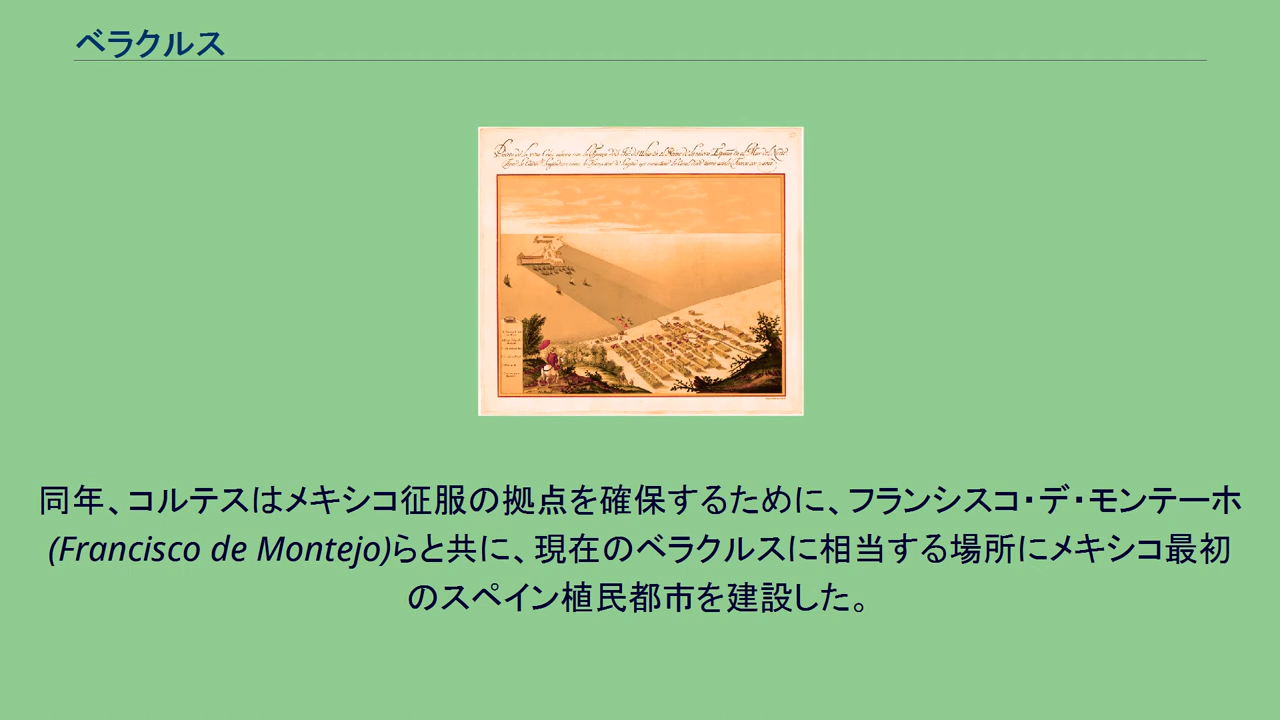 ベラクルス
同年、コルテスはメキシコ征服の拠点を確保するために、フランシスコ・デ・モンテーホ
(Francisco de Montejo)らと共に、現在のベラクルスに相当する場所にメキシコ最初
のスペイン植民都市を建設した。